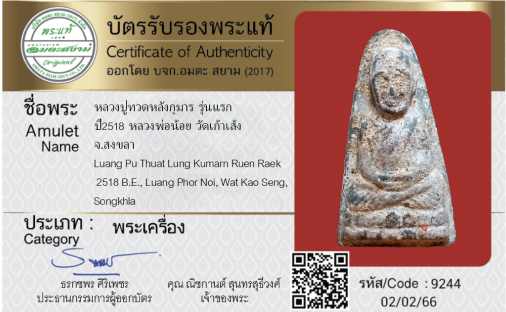 พระแท้
อมตะสยาม
Original
บัตรรับรองพระแท้
Certificate of Authenticity
ออกโดย บจก.อมตะ สยาม (2017)
ชื่อพระ
Amulet
Name
หลวงปู่ทวดหลังกุมาร รุ่นแรก
ปี2518 หลวงพ่อน้อย วัดเก้าเส้ง
จ.สงขลา
Luang Pu Thuat Lung Kumarn Ruen Raek
2518 B.E., Luang Phor Noi, Wat Kao Seng,
Songkhla
ประเภท :
Category
พระเครื่อง
ธรกชพร ศิริเพชร
ประธานกรรมการผู้ออกบัตร
คุณ ณิชกานต์ สุนทรสุธีวงศ์
เจ้าของพระ
รหัส/Code : 9244
02/02/66